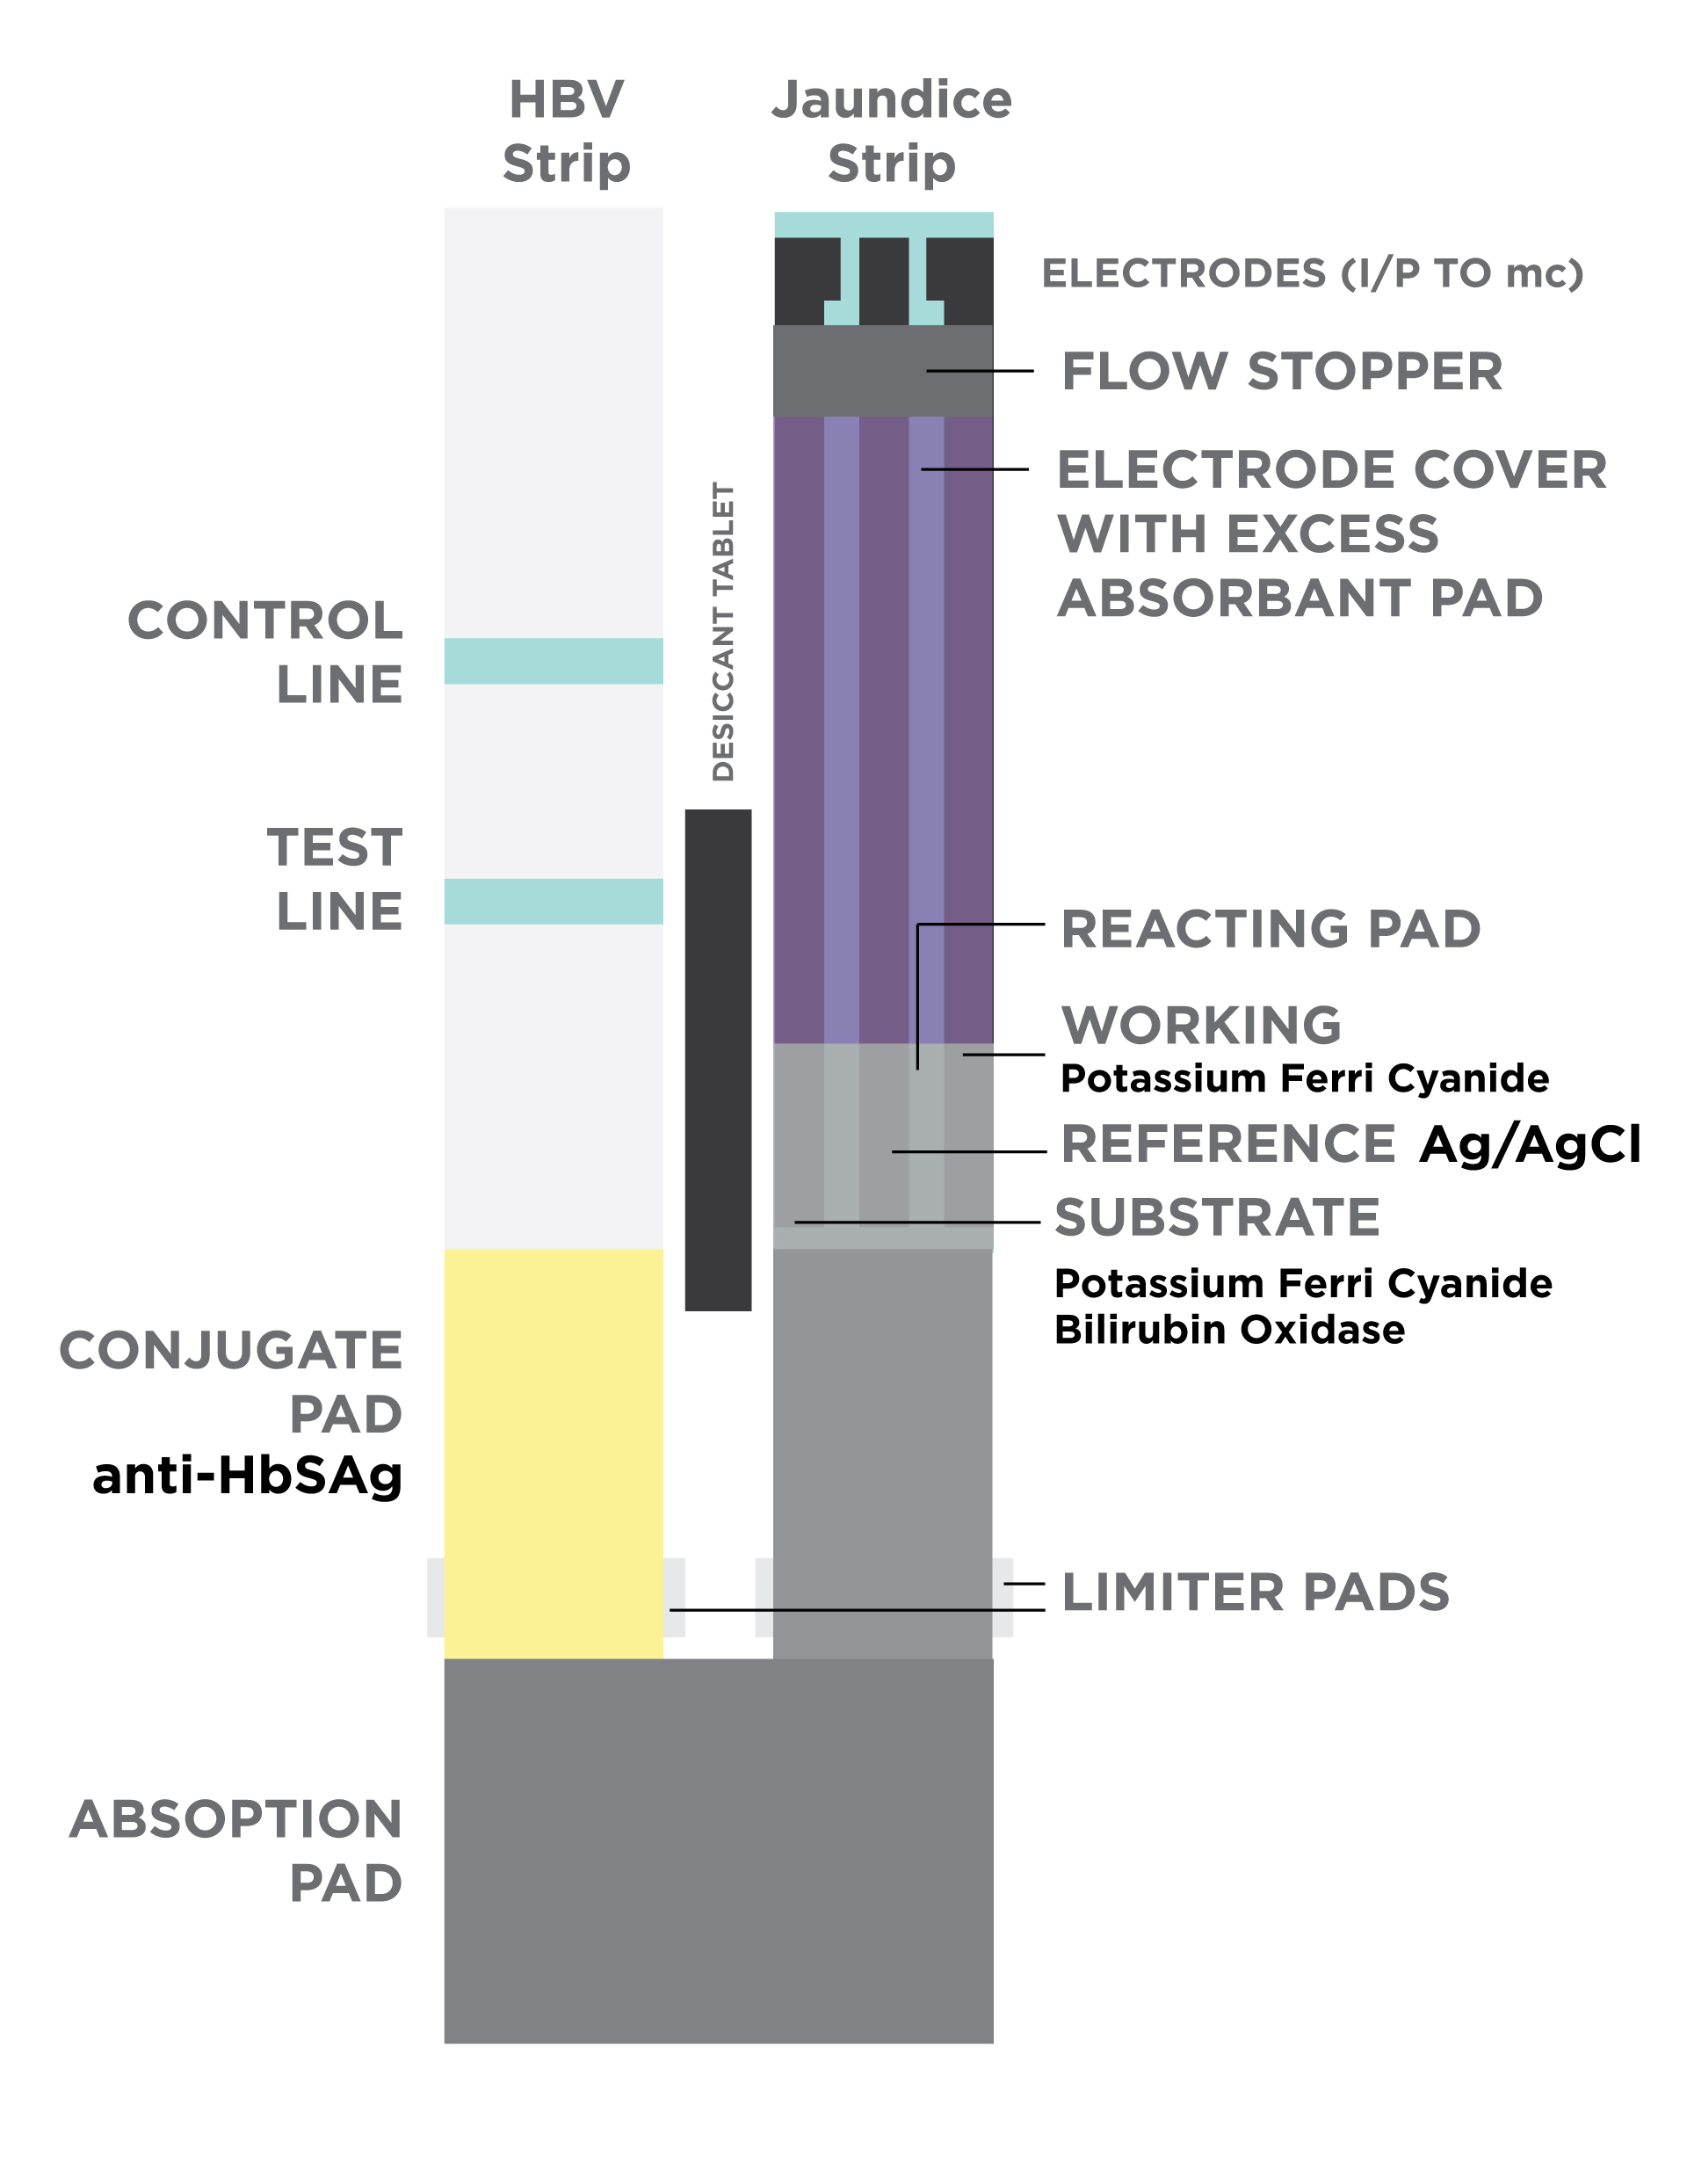 HBV
Strip
Jaundice
Strip
ELECTRODES (I/P TO mc)
FLOW STOPPER
ELECTRODE COVER
WITH EXCESS
ABSORBANT PAD
DESICCANT TABLET
CONTROL
LINE
TEST
LINE
REACTING PAD
WORKING
Potassium Ferri Cyanide
REFERENCE Ag/AgCl
SUBSTRATE
Potassium Ferri Cyanide
Bilirubin Oxidase
CONJUGATE
PAD
anti-HbSAg
LIMITER PADS
ABSOPTION
PAD